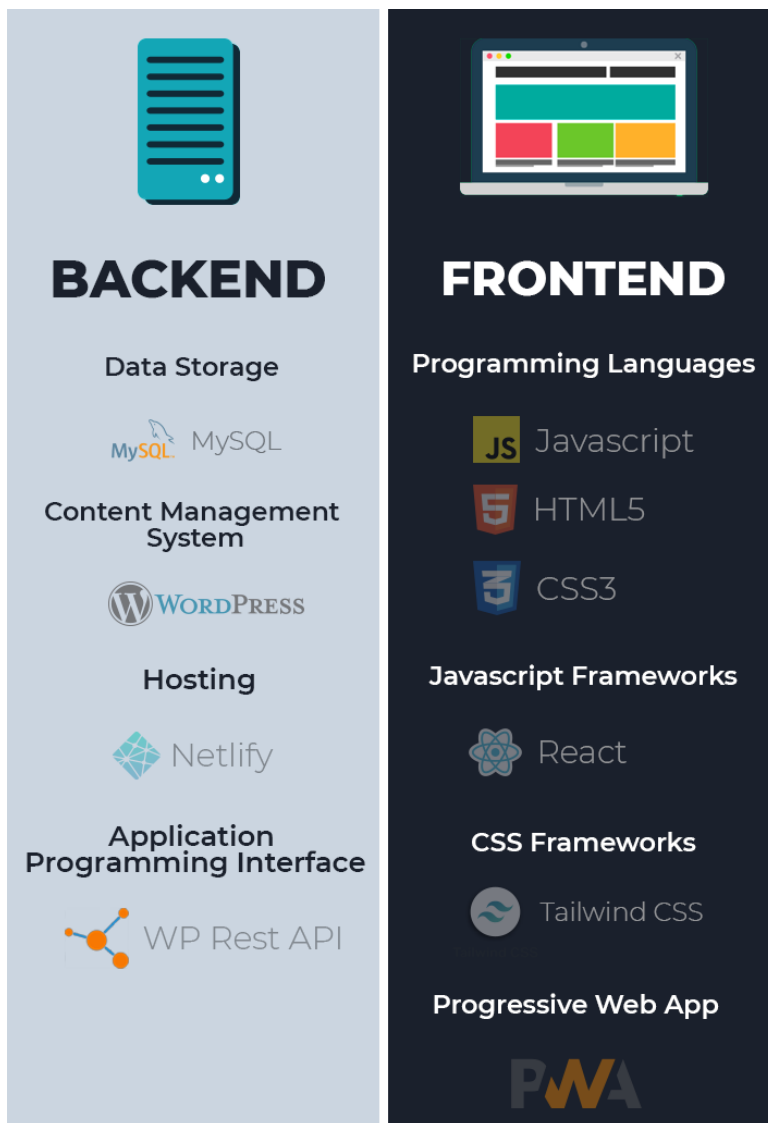 BACKEND
Data Storage
MySQL MySQL
Content Management
System
W WORDPRESS
Hosting
Netlify
Application
Programming Interface
WP Rest API
FRONTEND
Programming Languages
JS Javascript
5 HTML5
3 CSS3
Javascript Frameworks
React
CSS Frameworks
Tailwind CSS
Progressive Web App
PWA